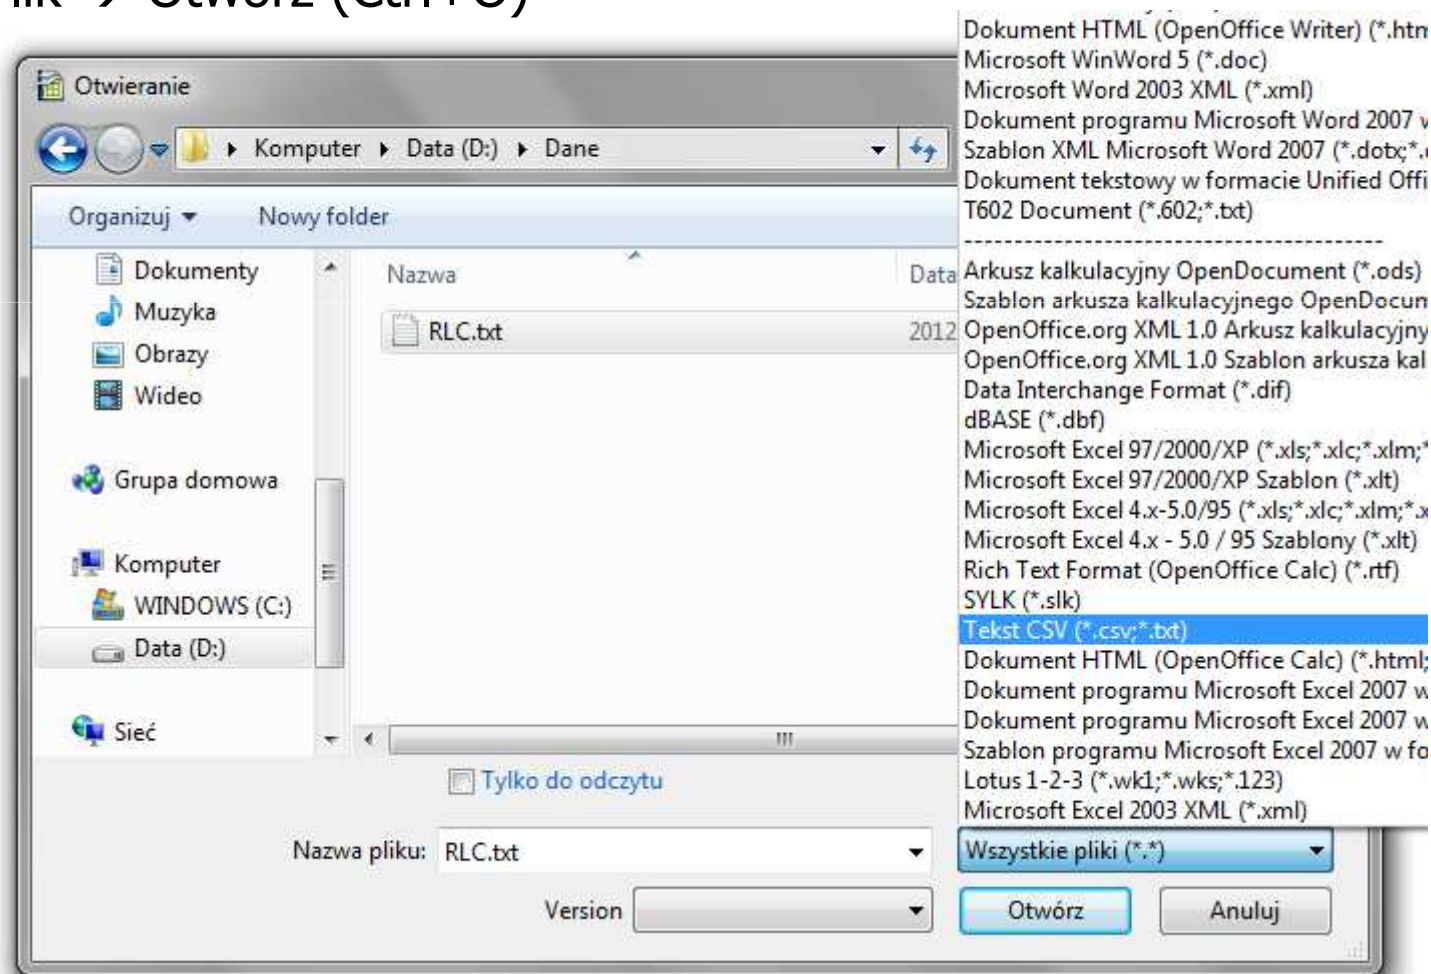 Plik → Otwórz (Ctrl+O)
Otwieranie
Komputer Data (D:) Dane
Organizuj Nowy folder
Dokumenty
Muzyka
Obrazy
Wideo
Grupa domowa
Komputer
WINDOWS (C:)
Data (D:)
Sieć
Nazwa Data
RLC.txt 2012
Tylko do odczytu
Nazwa pliku: RLC.txt
Version
Dokument HTML (OpenOffice Writer) (*.htm
Microsoft WinWord 5 (*.doc)
Microsoft Word 2003 XML (*.xml)
Dokument programu Microsoft Word 2007 w
Szablon XML Microsoft Word 2007 (*.dotx;*.
Dokument tekstowy w formacie Unified Offi
T602 Document (*.602;*.txt)
------------------------------------------
Arkusz kalkulacyjny OpenDocument (*.ods)
Szablon arkusza kalkulacyjnego OpenDocum
OpenOffice.org XML 1.0 Arkusz kalkulacyjny
OpenOffice.org XML 1.0 Szablon arkusza kal
Data Interchange Format (*.dif)
dBASE (*.dbf)
Microsoft Excel 97/2000/XP (*.xls;*.xlc;*.xlm;*
Microsoft Excel 97/2000/XP Szablon (*.xlt)
Microsoft Excel 4.x-5.0/95 (*.xls;*.xlc;*.xlm;*.x
Microsoft Excel 4.x - 5.0 / 95 Szablony (*.xlt)
Rich Text Format (OpenOffice Calc) (*.rtf)
SYLK (*.slk)
Tekst CSV (*.csv;*.txt)
Dokument HTML (OpenOffice Calc) (*.html;
Dokument programu Microsoft Excel 2007 w
Dokument programu Microsoft Excel 2007 w
Szablon programu Microsoft Excel 2007 w fo
Lotus 1-2-3 (*.wk1;*.wks;*.123)
Microsoft Excel 2003 XML (*.xml)
Wszystkie pliki (*.*)
Otwórz Anuluj